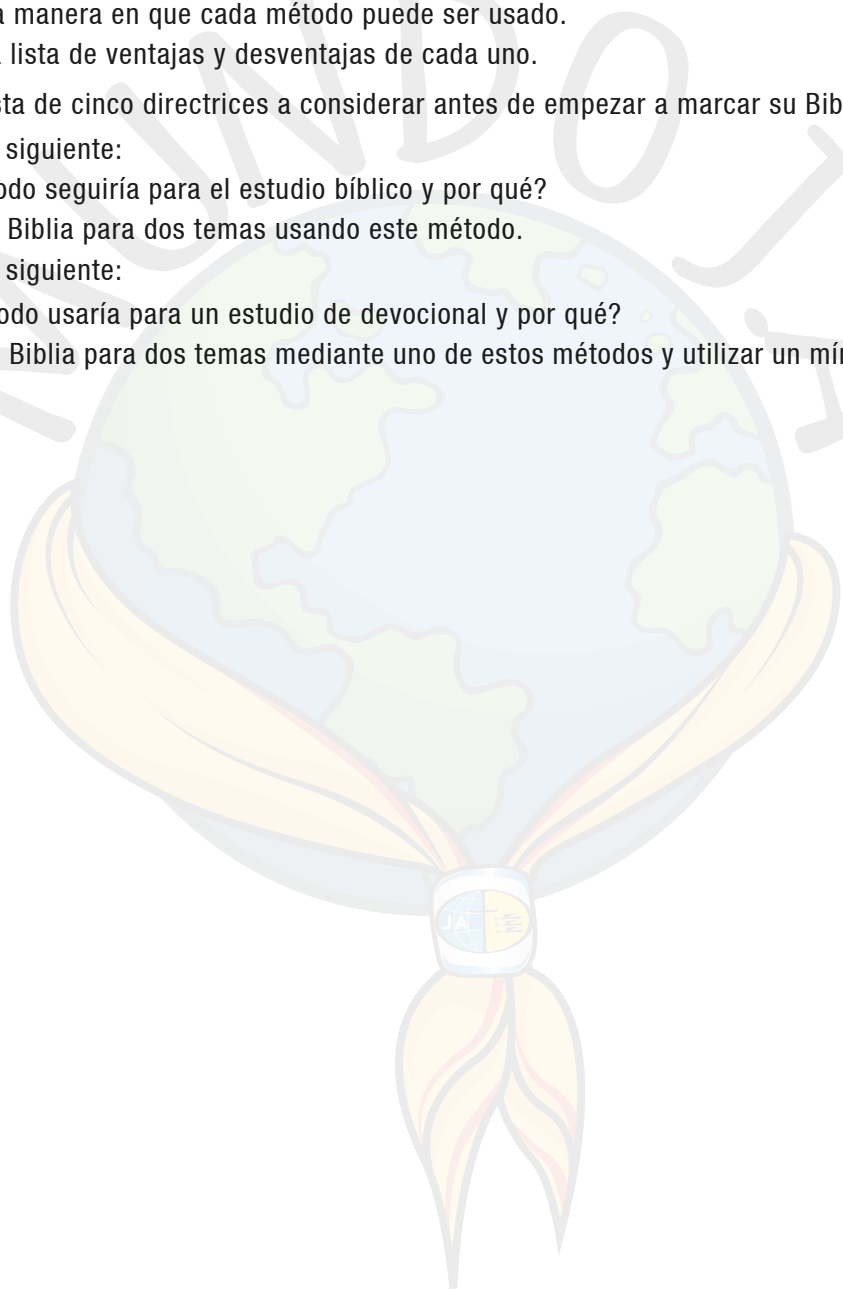 a manera en que cada método puede ser usado.
lista de ventajas y desventajas de cada uno.
sta de cinco directrices a considerar antes de empezar a marcar su Bib
siguiente:
odo seguiría para el estudio bíblico y por qué?
Biblia para dos temas usando este método.
siguiente:
odo usaría para un estudio de devocional y por qué?
Biblia para dos temas mediante uno de estos métodos y utilizar un mín
MUNDO J.A.
JA